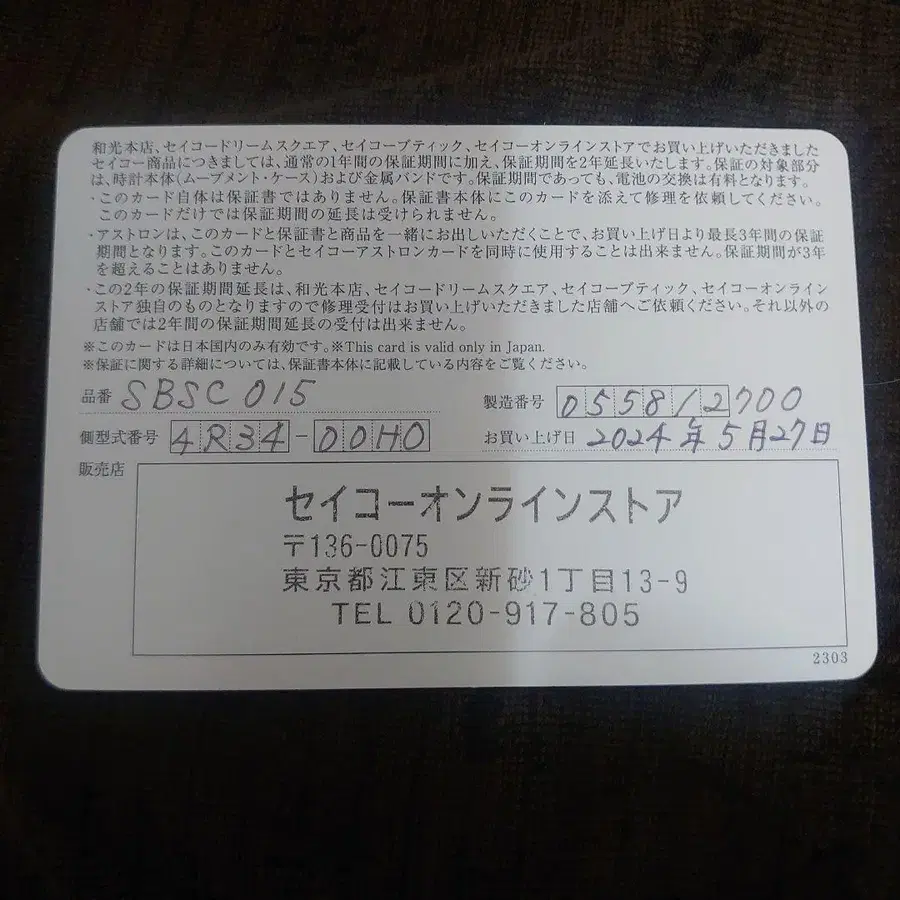 和光本店、セイコードリームスクエア、セイコーブティック、セイコーオンラインストアでお買い上げいただきました
セイコー商品につきましては、通常の1年間の保証期間に加え、保証期間を2年延長いたします。保証の対象部分
は、時計本体(ムーブメント・ケース)および金属バンドです。保証期間であっても、電池の交換は有料となります。
・このカード自体は保証書ではありません。保証書本体にこのカードを添えて修理を依頼してください。
このカードだけでは保証期間の延長は受けられません。
・アストロンは、このカードと保証書と商品を一緒にお出しいただくことで、お買い上げ日より最長3年間の保証
期間となります。このカードとセイコーアストロンカードを同時に使用することは出来ません。保証期間が3年
を超えることはありません。
・この2年の保証期間延長は、和光本店、セイコードリームスクエア、セイコーブティック、セイコーオンライン
ストア独自のものとなりますので修理受付はお買い上げいただきました店舗へご依頼ください。それ以外の
店舗では2年間の保証期間延長の受付は出来ません。
※このカードは日本国内のみ有効です。※This card is valid only in Japan.
※保証に関する詳細については、保証書本体に記載している内容をご覧ください。
品番 SBSC015
製造番号 0558/2700
側型式番号 4R34-00H0
お買い上げ日 2024年5月27日
販売店
セイコーオンラインストア
〒136-0075
東京都江東区新砂1丁目13-9
TEL 0120-917-805
2303